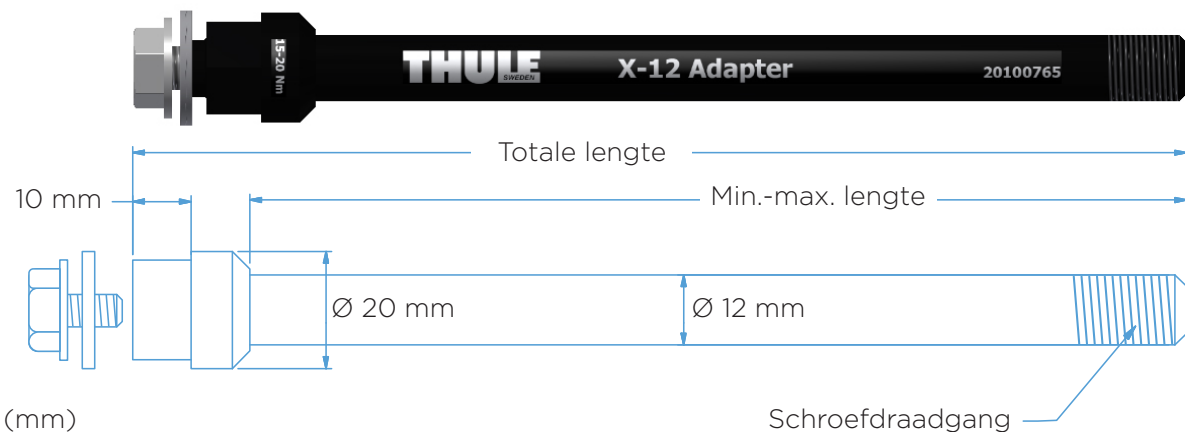 15-20 Nm
THULE
SWEDEN
X-12 Adapter
20100765
Totale lengte
10 mm
Min.-max. lengte
Ø 20 mm
Ø 12 mm
(mm)
Schroefdraadgang